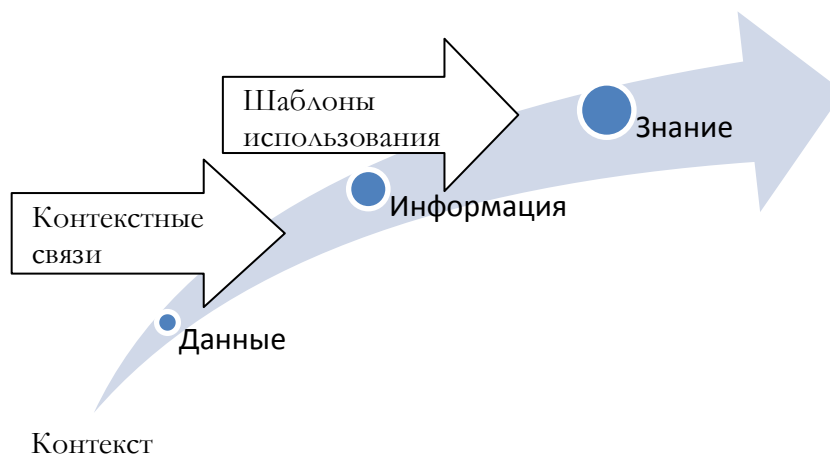 Шаблоны
использования
Знание
Информация
Контекстные
связи
Данные
Контекст